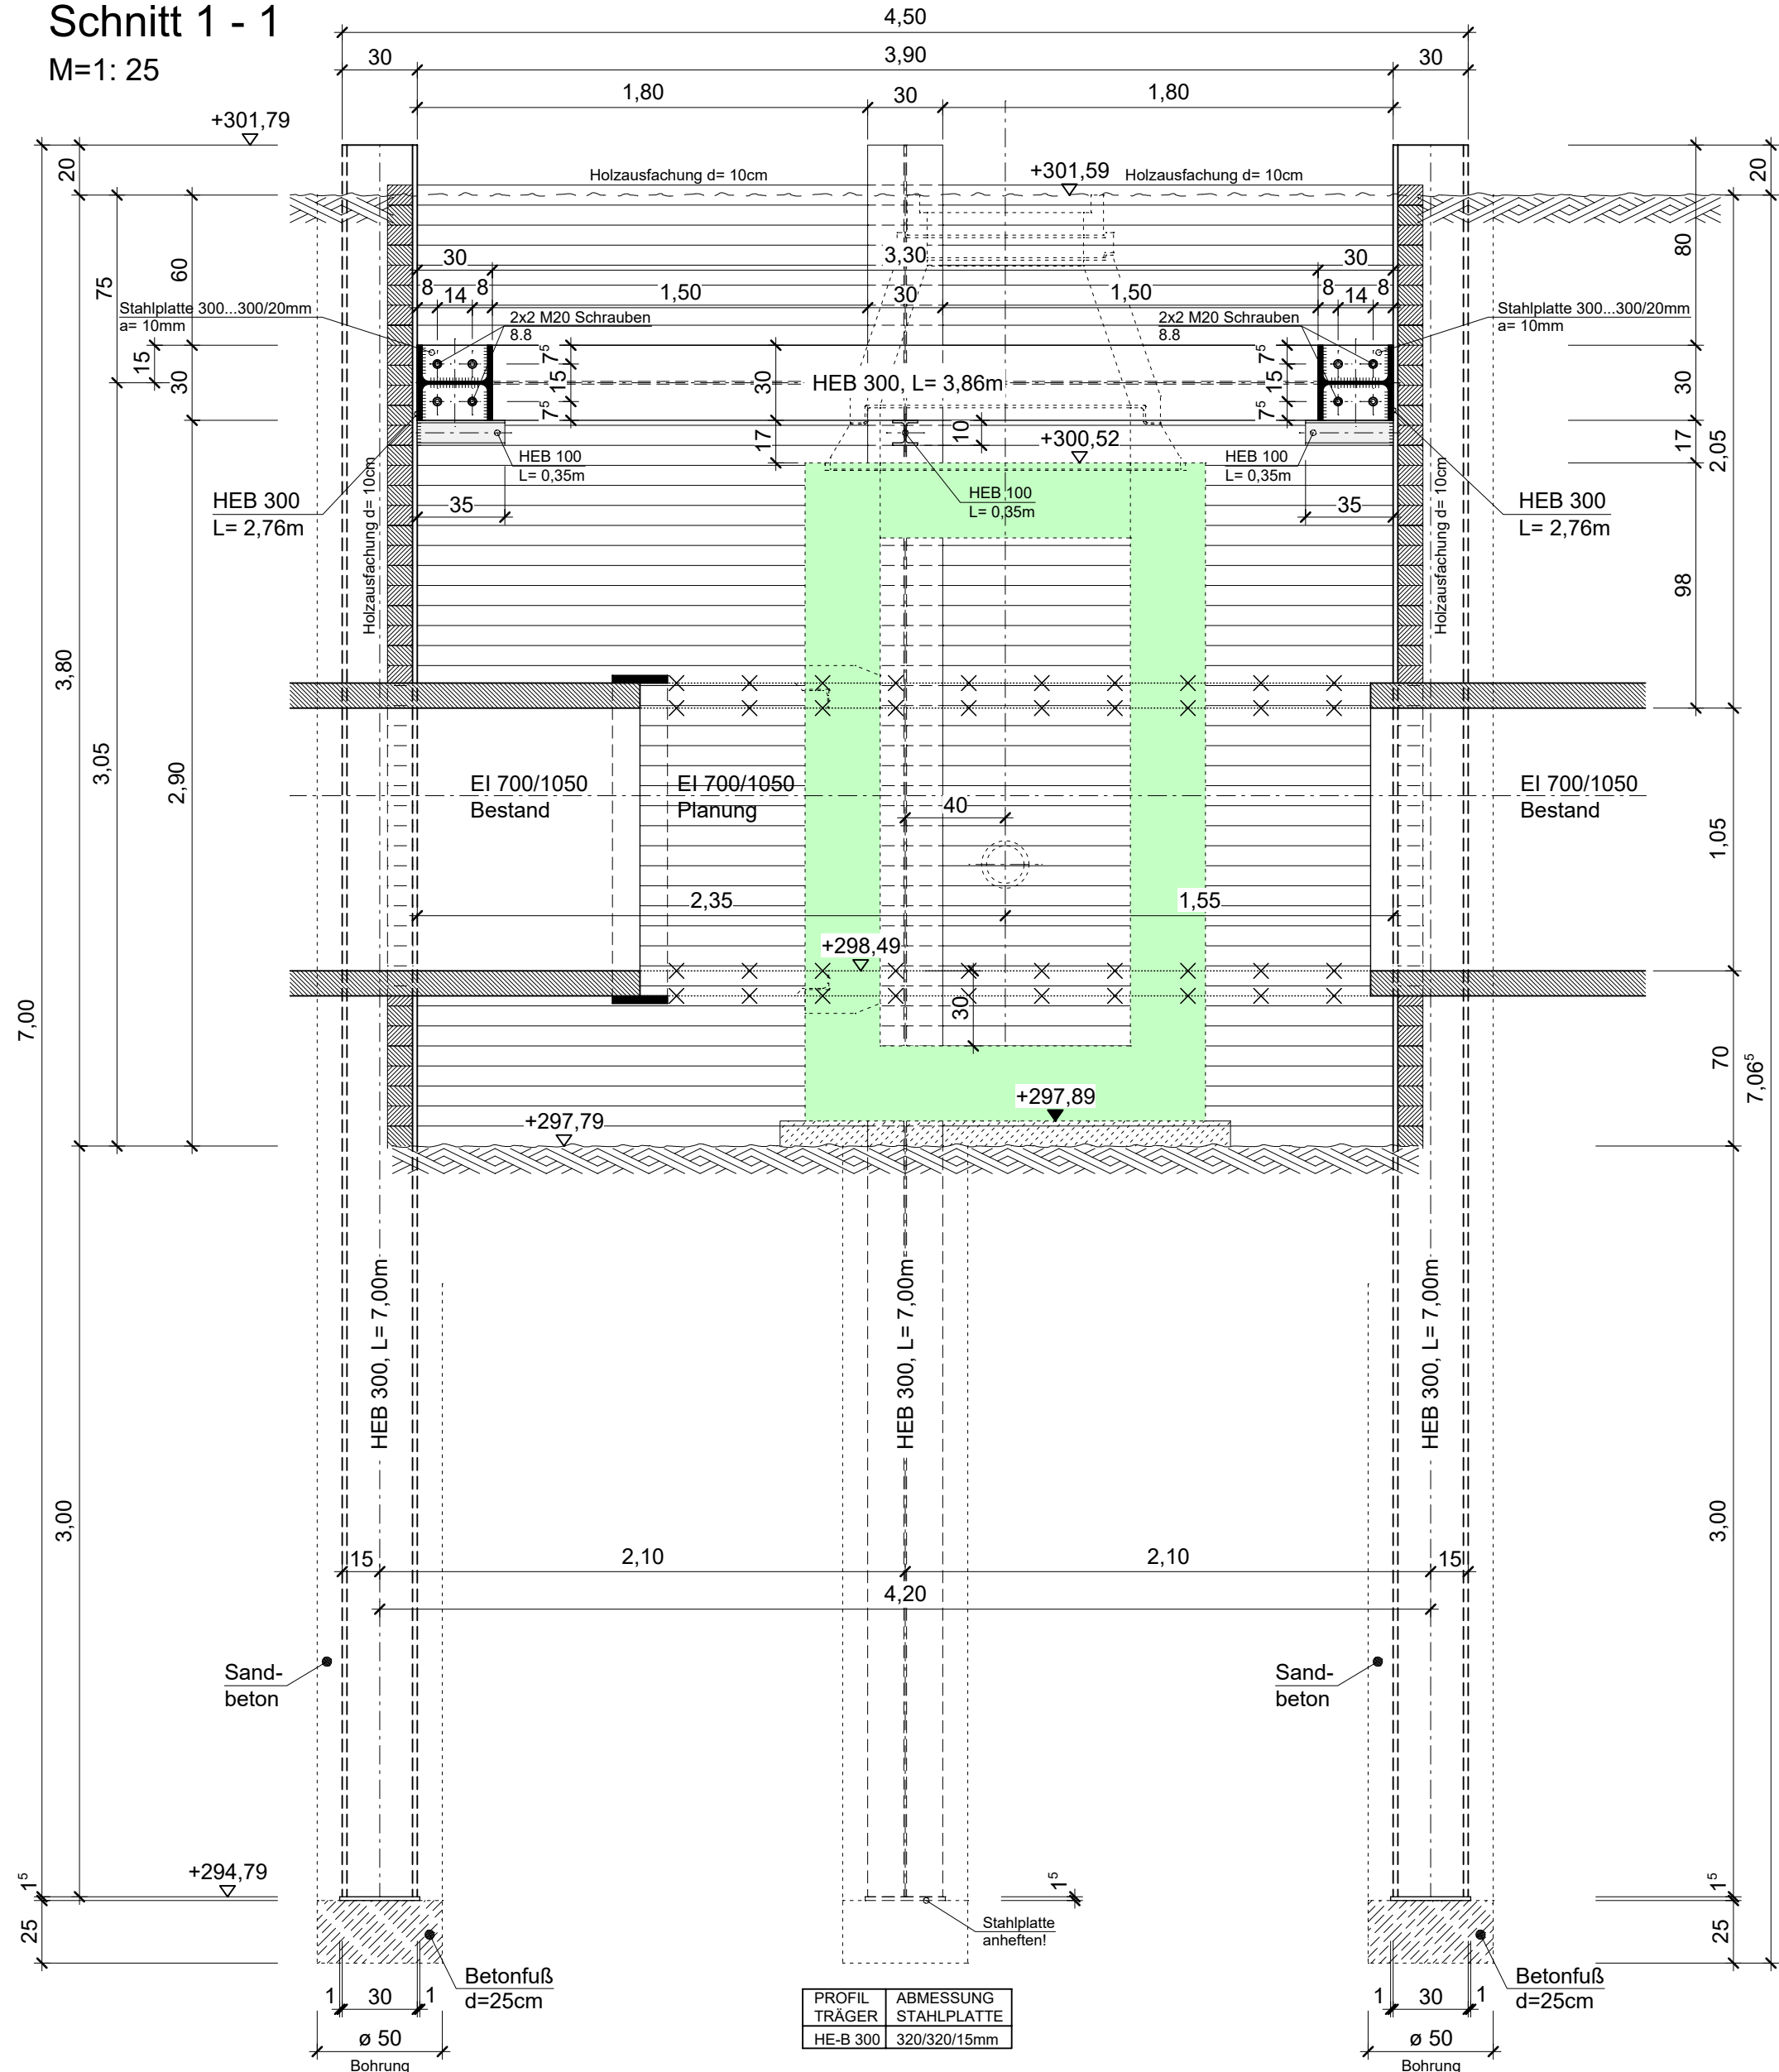 Schnitt 1 - 1
M=1: 25
4,50
30
3,90
30
1,80
30
1,80
+301,79
20
Holzausfachung d= 10cm
+301,59
Holzausfachung d= 10cm
20
75
60
80
30
3,30
30
8
14
8
1,50
30
1,50
8
14
8
Stahlplatte 300...300/20mm
a= 10mm
2x2 M20 Schrauben
8.8
2x2 M20 Schrauben
8.8
Stahlplatte 300...300/20mm
a= 10mm
15
30
7⁵
15
7⁵
30
HEB 300, L= 3,86m
7⁵
15
7⁵
30
17
10
+300,52
17
2,05
HEB 100
L= 0,35m
HEB 100
L= 0,35m
HEB 100
L= 0,35m
HEB 300
L= 2,76m
35
35
HEB 300
L= 2,76m
Holzausfachung d= 10cm
Holzausfachung d= 10cm
98
3,80
3,05
2,90
EI 700/1050
Bestand
EI 700/1050
Planung
EI 700/1050
Bestand
40
1,05
2,35
1,55
+298,49
30
7,00
70
7,06⁵
+297,89
+297,79
HEB 300, L= 7,00m
HEB 300, L= 7,00m
HEB 300, L= 7,00m
3,00
3,00
15
2,10
2,10
15
4,20
Sand-
beton
Sand-
beton
+294,79
1⁵
1⁵
1⁵
25
25
Stahlplatte
anheften!
Betonfuß
d=25cm
Betonfuß
d=25cm
1
30
1
1
30
1
PROFIL TRÄGER
ABMESSUNG STAHLPLATTE
HE-B 300
320/320/15mm
ø 50
Bohrung
ø 50
Bohrung